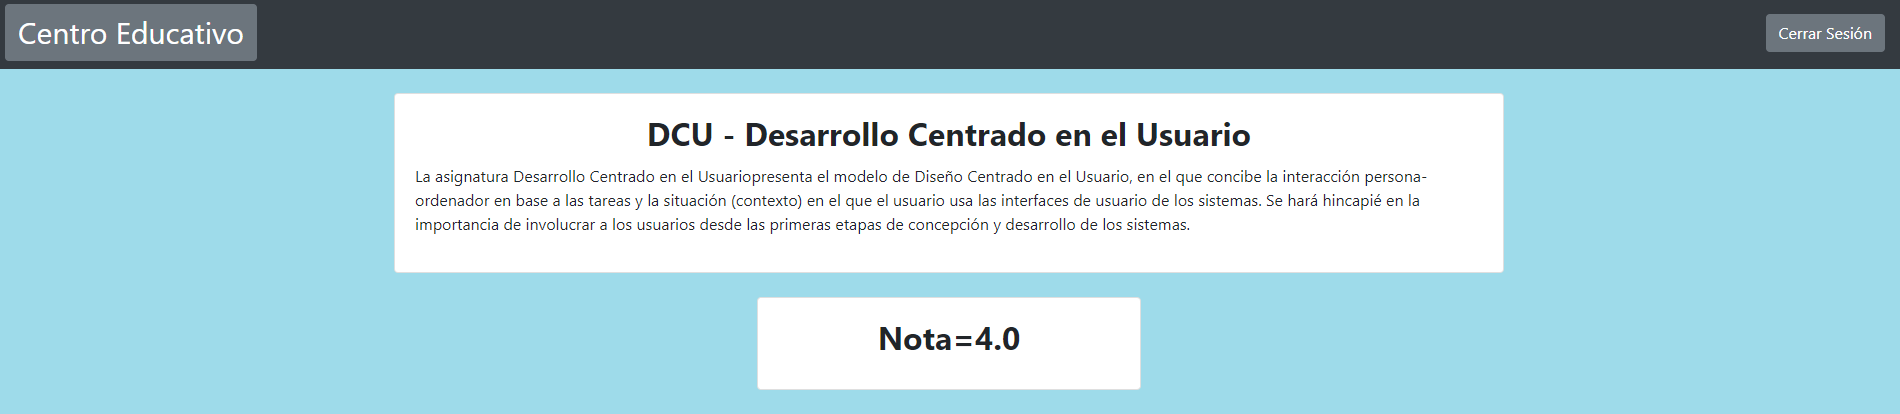 Centro Educativo
Cerrar Sesión
DCU - Desarrollo Centrado en el Usuario
La asignatura Desarrollo Centrado en el Usuariopresenta el modelo de Diseño Centrado en el Usuario, en el que concibe la interacción persona-
ordenador en base a las tareas y la situación (contexto) en el que el usuario usa las interfaces de usuario de los sistemas. Se hará hincapié en la
importancia de involucrar a los usuarios desde las primeras etapas de concepción y desarrollo de los sistemas.
Nota=4.0